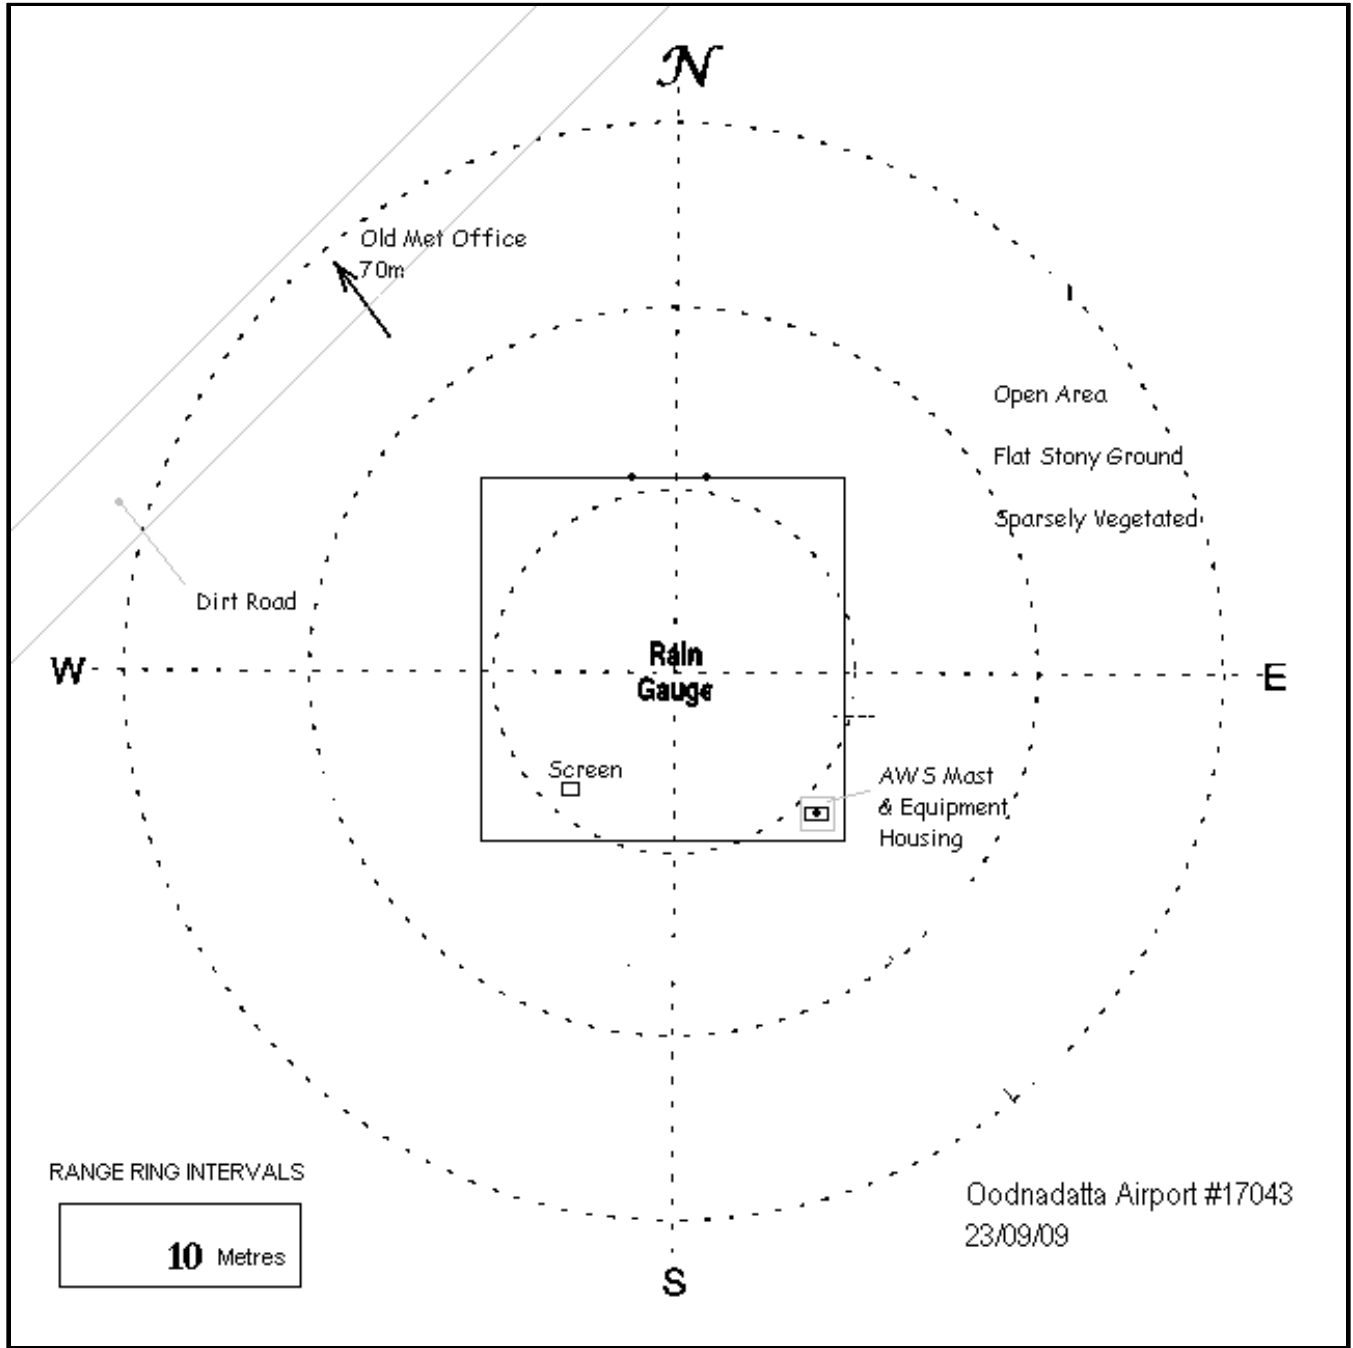 N
Old Met Office
70m
Open Area
Flat Stony Ground
Sparsely Vegetated
Dirt Road
W
Rain
Gauge
E
Screen
AWS Mast
& Equipment
Housing
RANGE RING INTERVALS
10 Metres
Oodnadatta Airport #17043
23/09/09
S